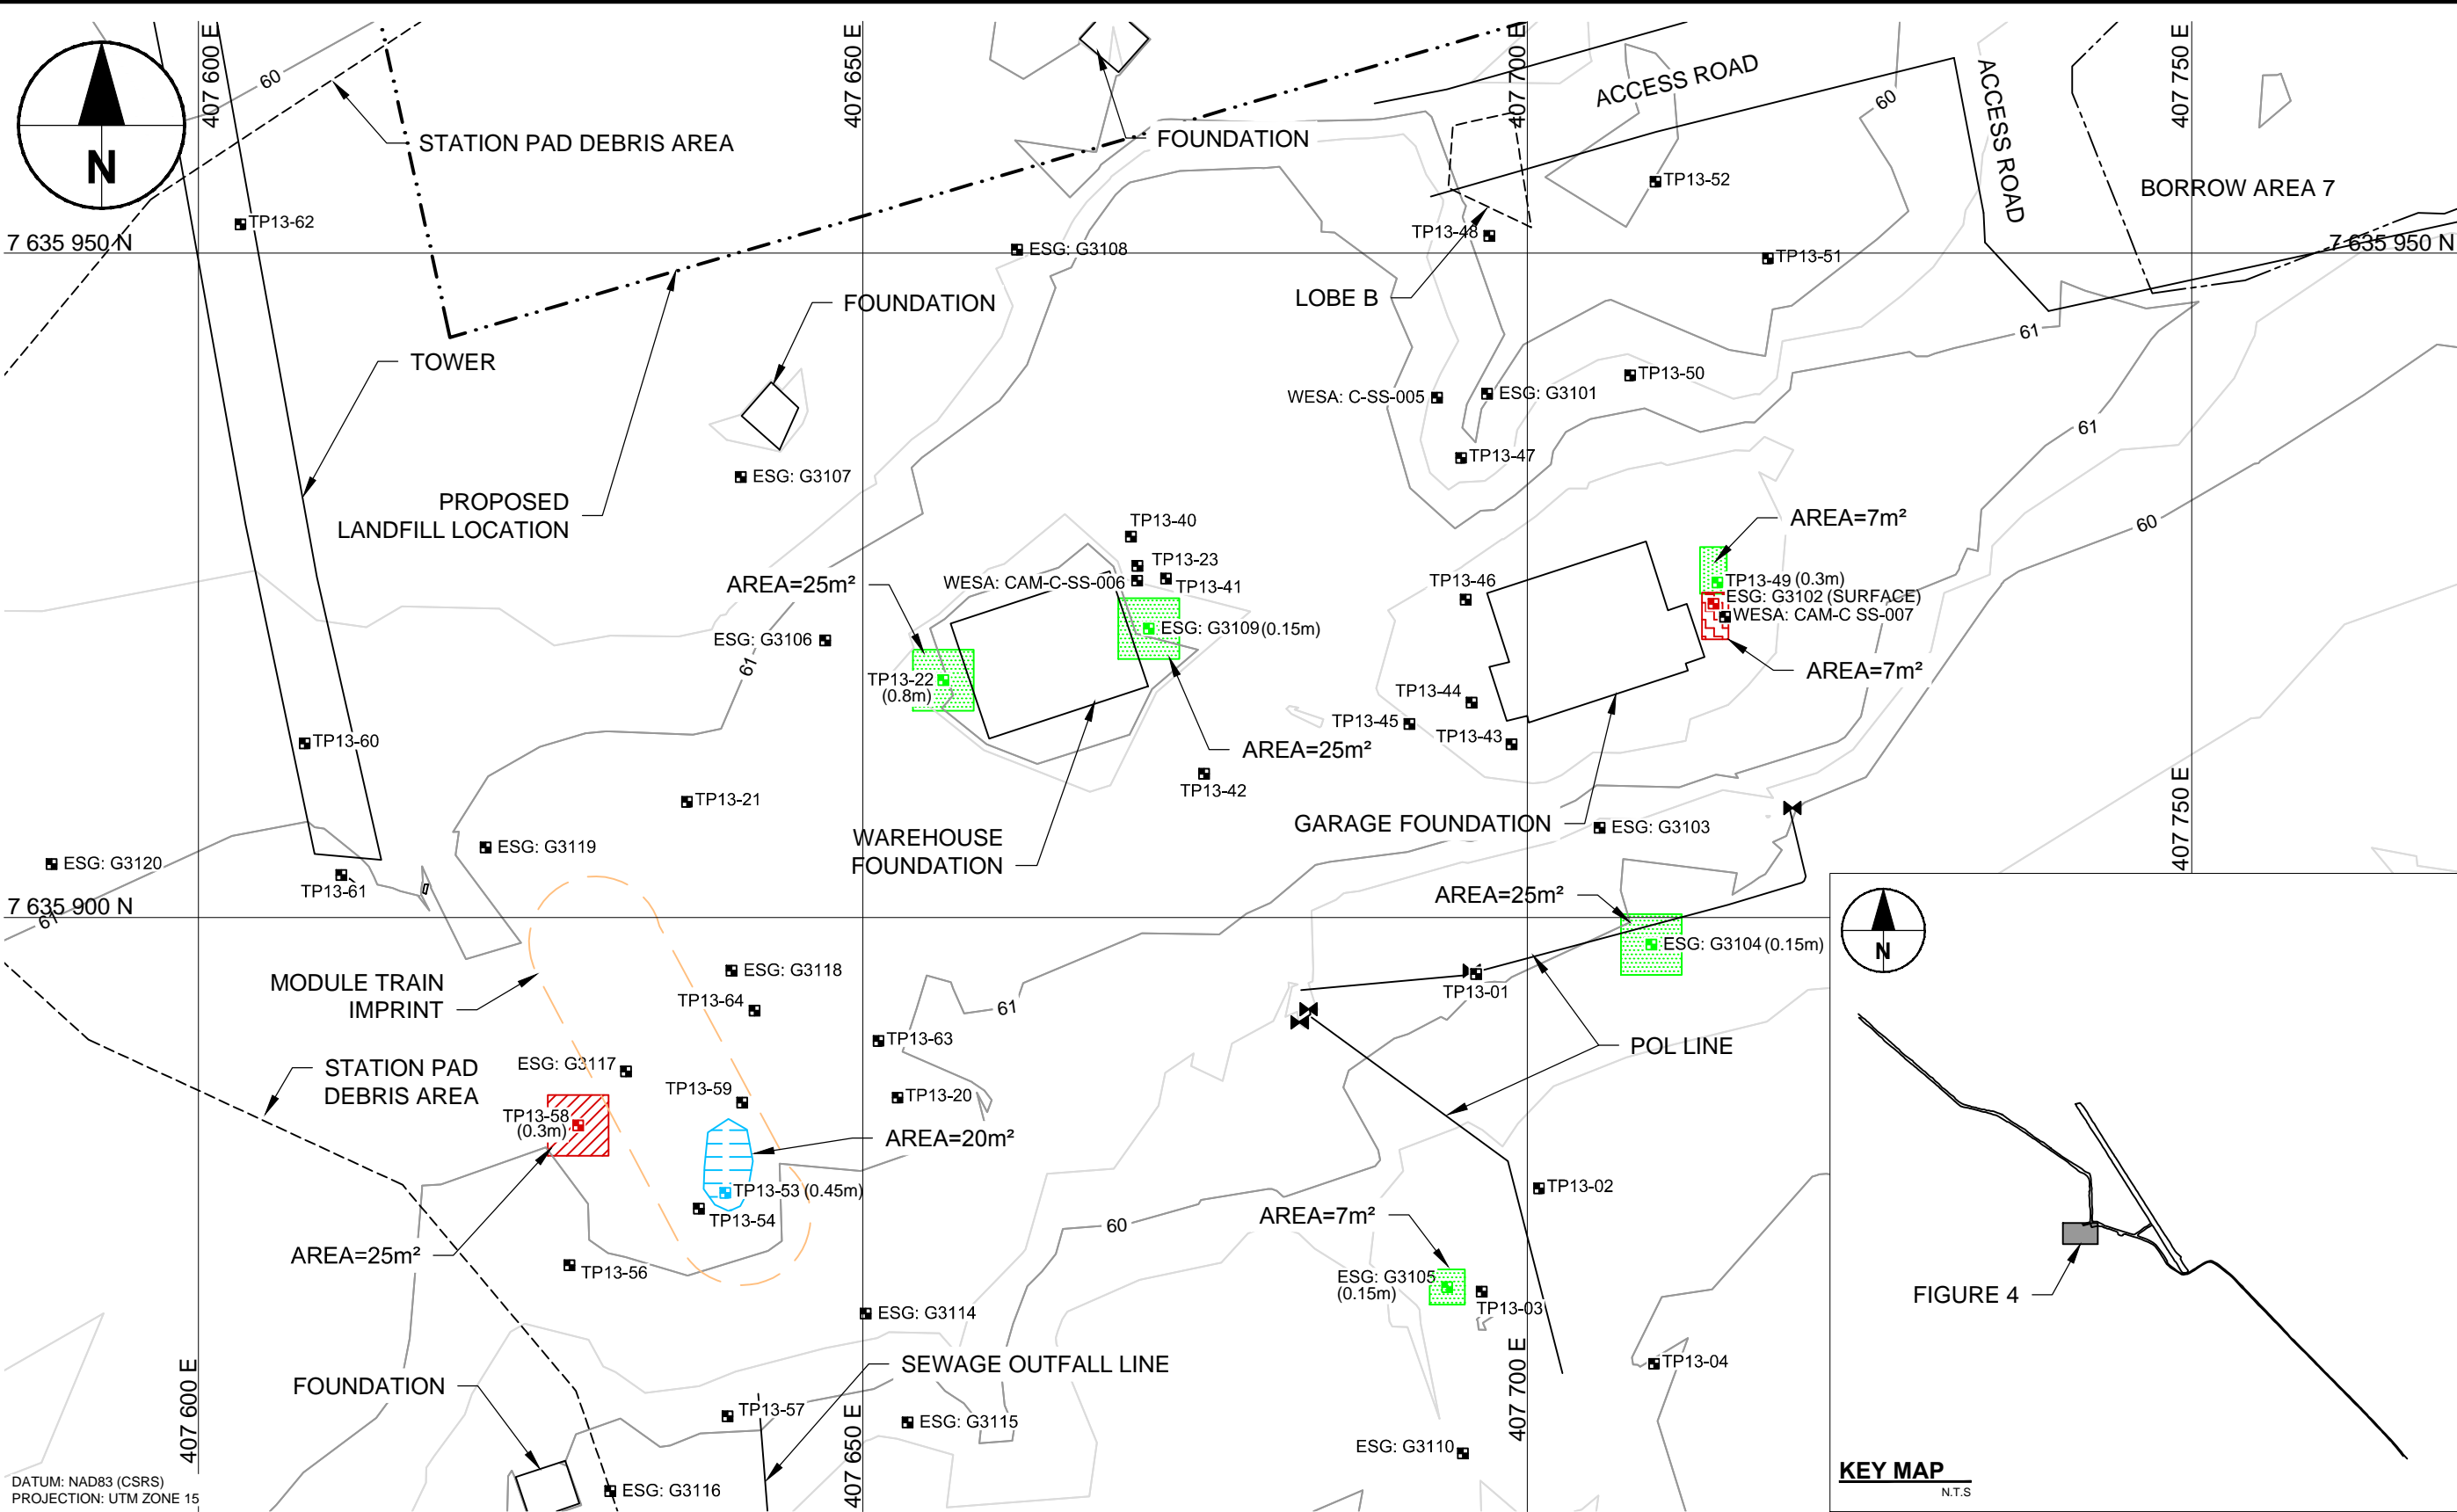 407 600 E
407 650 E
407 700 E
407 750 E
60
STATION PAD DEBRIS AREA
FOUNDATION
ACCESS ROAD
ACCESS ROAD
60
N
TP13-52
BORROW AREA 7
TP13-62
TP13-48
7 635 950 N
7 635 950 N
ESG: G3108
TP13-51
LOBE B
FOUNDATION
61
TOWER
TP13-50
WESA: C-SS-005
ESG: G3101
61
TP13-47
ESG: G3107
PROPOSED
LANDFILL LOCATION
AREA=7m²
60
TP13-40
TP13-23
WESA: CAM-C-SS-006
TP13-41
AREA=25m²
TP13-46
TP13-49 (0.3m)
ESG: G3102 (SURFACE)
WESA: CAM-C SS-007
ESG: G3109 (0.15m)
ESG: G3106
61
AREA=7m²
TP13-22
(0.8m)
TP13-44
TP13-45
TP13-43
TP13-60
AREA=25m²
TP13-42
TP13-21
407 750 E
GARAGE FOUNDATION
ESG: G3103
WAREHOUSE
FOUNDATION
ESG: G3119
ESG: G3120
TP13-61
AREA=25m²
7 635 900 N
61
ESG: G3104 (0.15m)
N
ESG: G3118
MODULE TRAIN
IMPRINT
TP13-64
TP13-01
61
TP13-63
POL LINE
STATION PAD
DEBRIS AREA
ESG: G3117
TP13-59
TP13-20
TP13-58
(0.3m)
AREA=20m²
TP13-53 (0.45m)
TP13-02
TP13-54
60
AREA=7m²
AREA=25m²
TP13-56
ESG: G3105
(0.15m)
TP13-03
FIGURE 4
ESG: G3114
SEWAGE OUTFALL LINE
TP13-04
FOUNDATION
407 600 E
407 650 E
407 700 E
TP13-57
ESG: G3115
ESG: G3110
KEY MAP
N.T.S
DATUM: NAD83 (CSRS)
PROJECTION: UTM ZONE 15
ESG: G3116